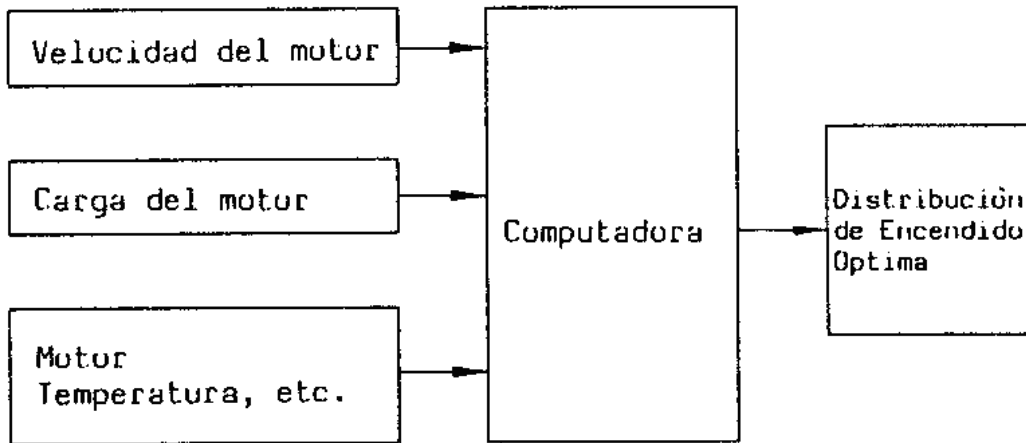 Velocidad del motor
Carga del motor
Motor
Temperatura, etc.
Computadora
Distribución
de Encendido
Optima